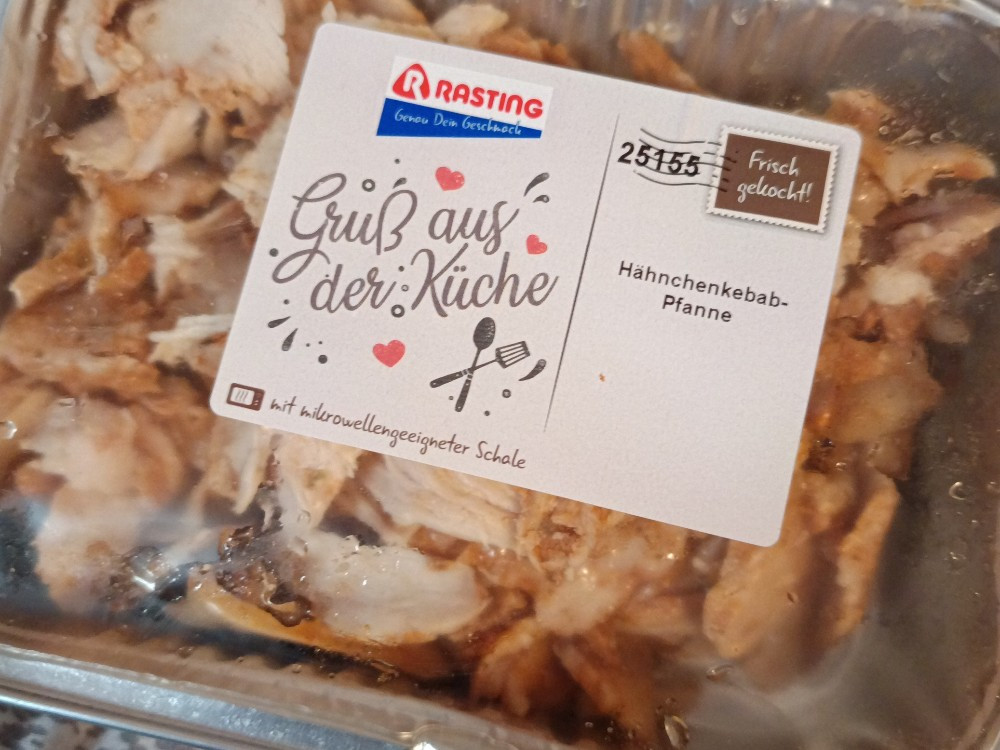 RASTING
Genau Dein Geschmack
Gruß aus
der Küche
mit mikrowellengeeigneter Schale
25155
Frisch
gekocht!
Hähnchenkebab-
Pfanne